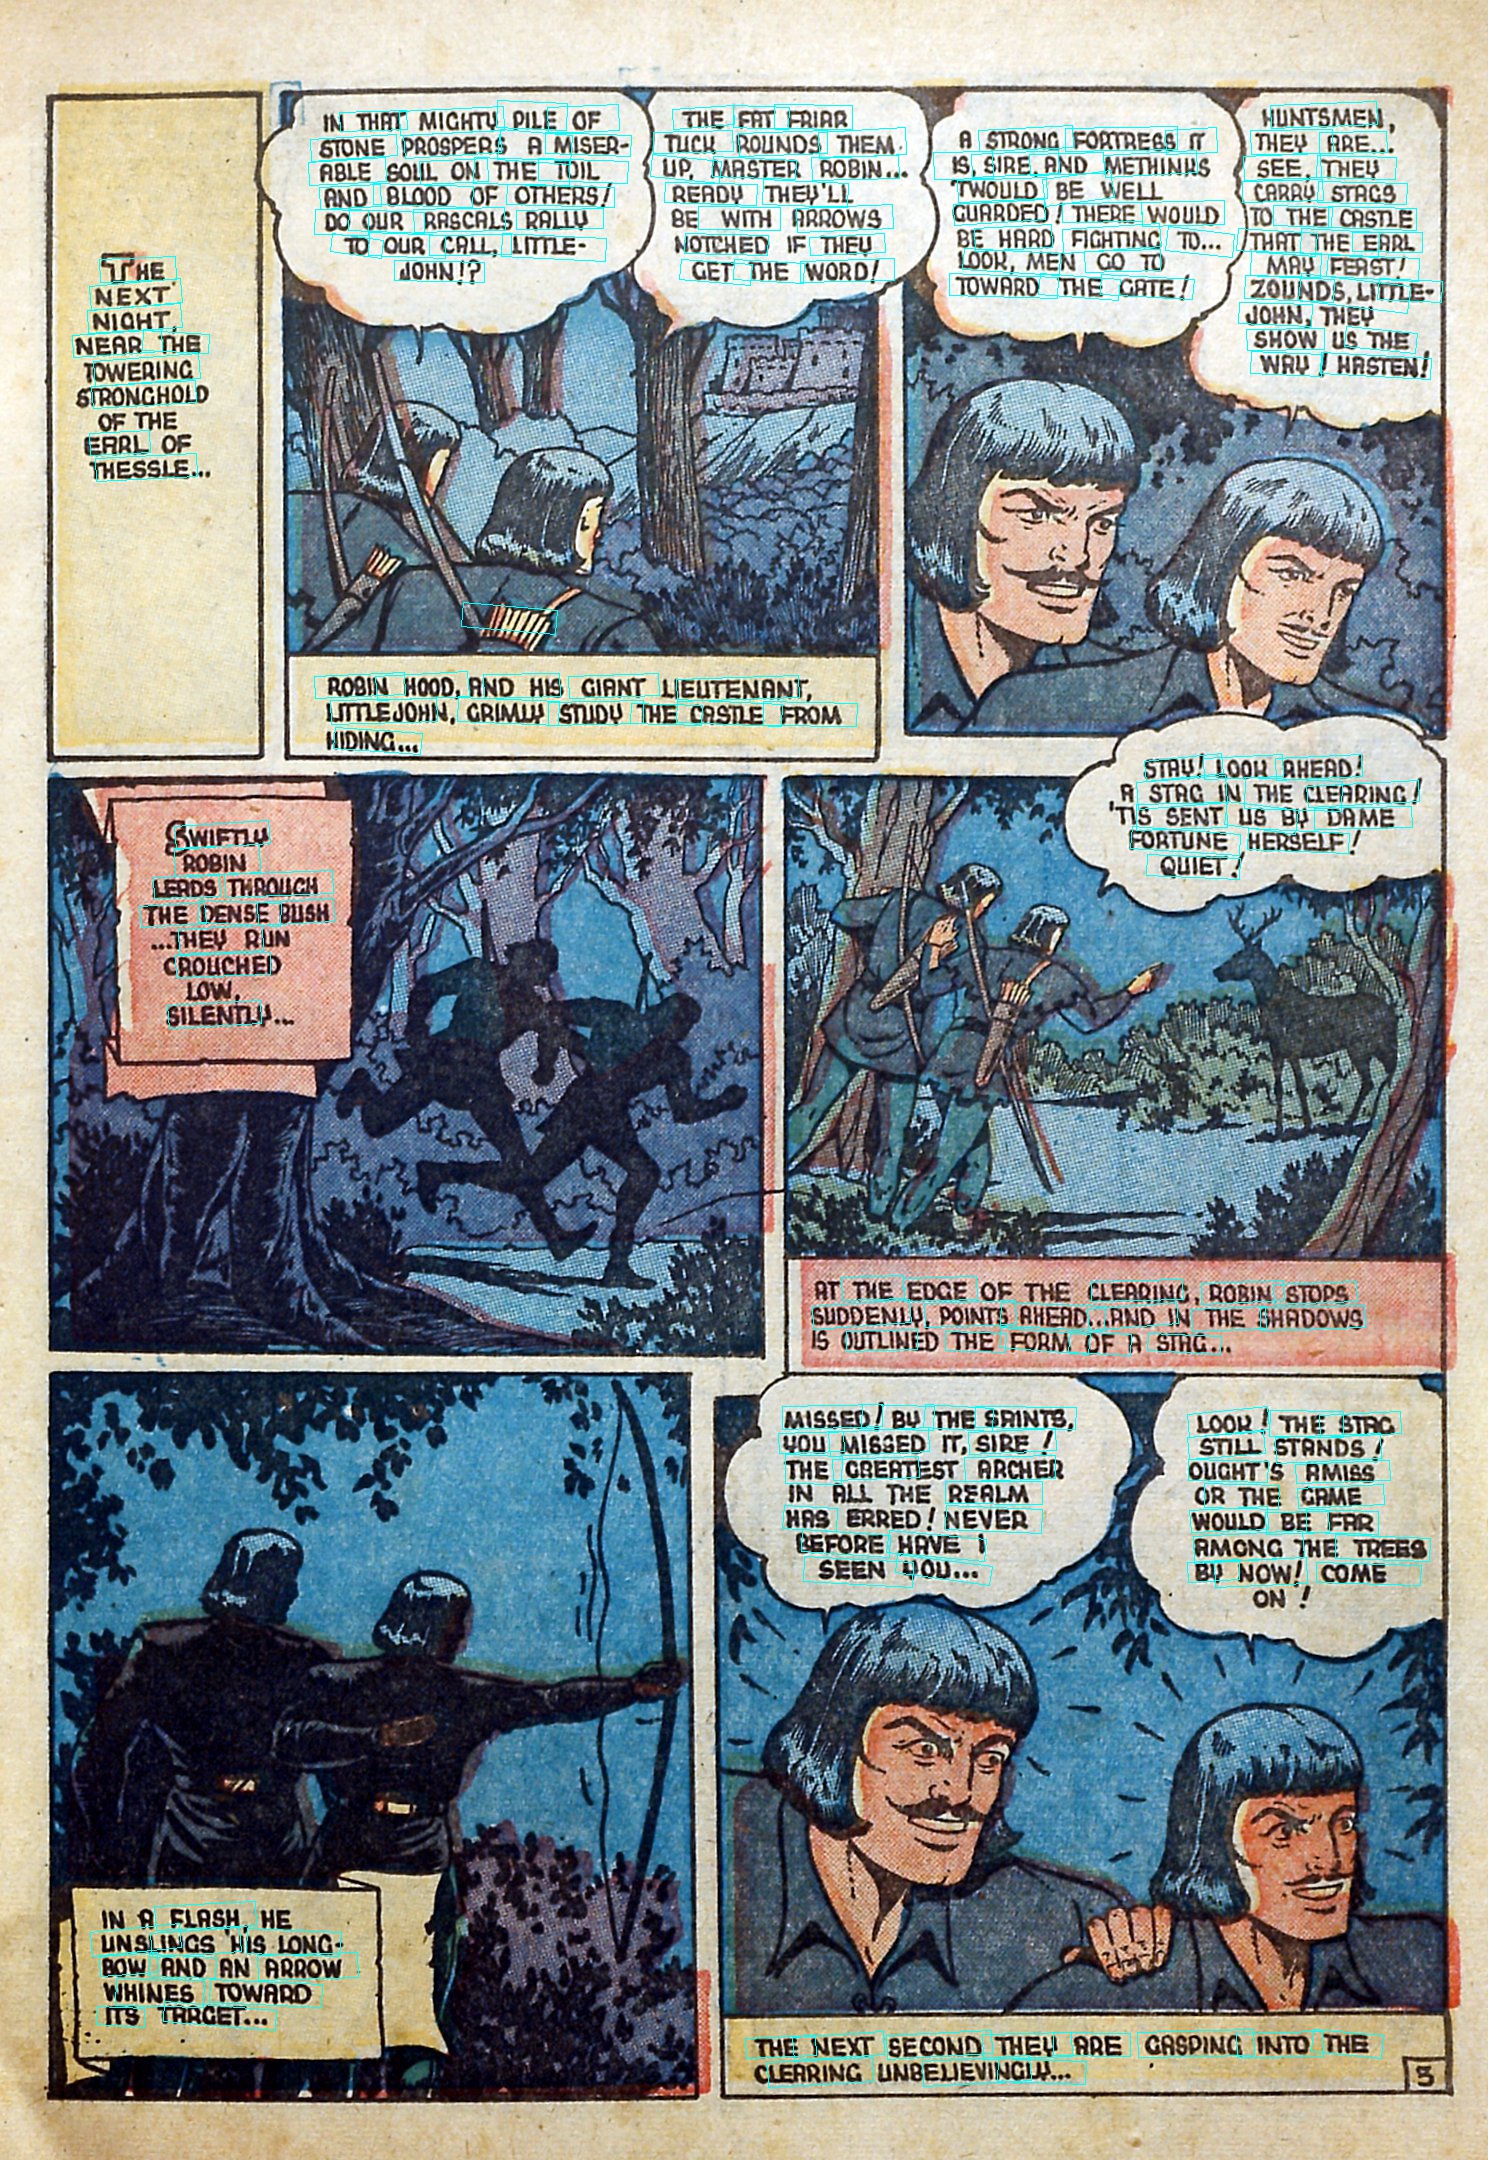 THE
NEXT
NIGHT,
NEAR THE
TOWERING
STRONGHOLD
OF THE
EARL OF
THESSLE...
IN THAT MIGHTY PILE OF
STONE PROSPERS A MISER-
ABLE SOUL ON THE TOIL
AND BLOOD OF OTHERS!
DO OUR RASCALS RALLY
TO OUR CALL, LITTLE-
JOHN!?
THE FAT FRIAR
TUCK ROUNDS THEM
UP, MASTER ROBIN...
READY THEY'LL
BE WITH ARROWS
NOTCHED IF THEY
GET THE WORD!
ROBIN HOOD, AND HIS GIANT LIEUTENANT,
LITTLEJOHN, GRIMLY STUDY THE CASTLE FROM
HIDING...
A STRONG FORTRESS IT
IS, SIRE, AND METHINKS
'TWOULD BE WELL
GUARDED! THERE WOULD
BE HARD FIGHTING TO...
LOOK, MEN GO TO
TOWARD THE GATE!
HUNTSMEN,
THEY ARE...
SEE, THEY
CARRY STAGS
TO THE CASTLE
THAT THE EARL
MAY FEAST!
ZOUNDS, LITTLE-
JOHN, THEY
SHOW US THE
WAY! HASTEN!
SWIFTLY
ROBIN
LEADS THROUGH
THE DENSE BUSH
...THEY RUN
CROUCHED
LOW,
SILENTLY...
STAY! LOOK AHEAD!
A STAG IN THE CLEARING!
'TIS SENT US BY DAME
FORTUNE HERSELF!
QUIET!
AT THE EDGE OF THE CLEARING, ROBIN STOPS
SUDDENLY, POINTS AHEAD...AND IN THE SHADOWS
IS OUTLINED THE FORM OF A STAG...
IN A FLASH, HE
UNSLINGS HIS LONG-
BOW AND AN ARROW
WHINES TOWARD
ITS TARGET...
MISSED! BY THE SAINTS,
YOU MISSED IT, SIRE!
THE GREATEST ARCHER
IN ALL THE REALM
HAS ERRED! NEVER
BEFORE HAVE I
SEEN YOU...
LOOK! THE STAG
STILL STANDS!
OUGHT'S AMISS
OR THE GAME
WOULD BE FAR
AMONG THE TREES
BY NOW! COME
ON!
THE NEXT SECOND THEY ARE GASPING INTO THE
CLEARING UNBELIEVINGLY...
5